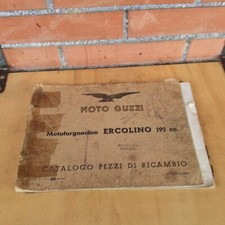 MOTO GUZZI
Motofurgoncino ERCOLINO 192 cc.
CATALOGO PEZZI DI RICAMBIO